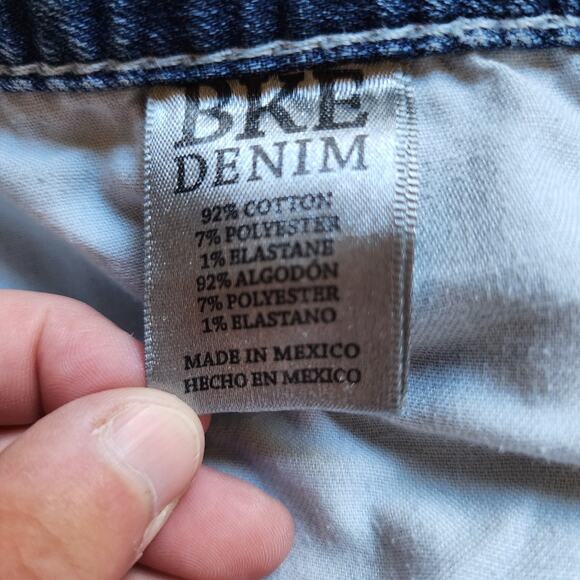 BKE
DENIM
92% COTTON
7% POLYESTER
1% ELASTANE
92% ALGODÓN
7% POLYESTER
1% ELASTANO
MADE IN MEXICO
HECHO EN MEXICO